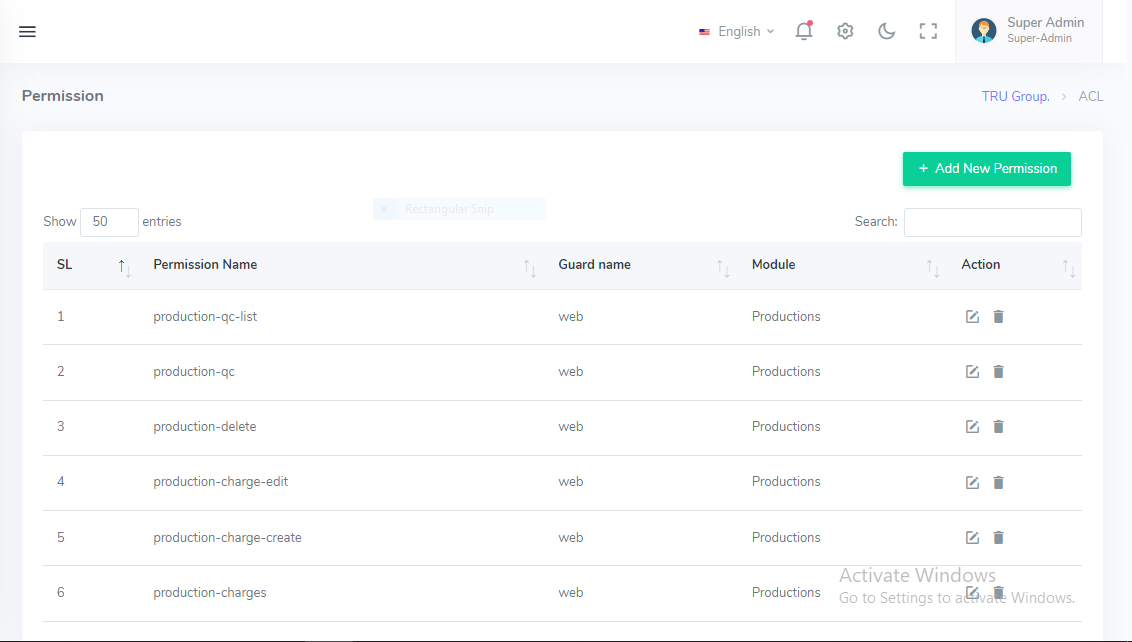 English
Super Admin
Super-Admin
Permission
TRU Group. > ACL
+ Add New Permission
Rectangular Snip
Show 50 entries
Search:
SL Permission Name Guard name Module Action
1 production-qc-list web Productions
2 production-qc web Productions
3 production-delete web Productions
4 production-charge-edit web Productions
5 production-charge-create web Productions
6 production-charges web Productions
Activate Windows
Go to Settings to activate Windows.